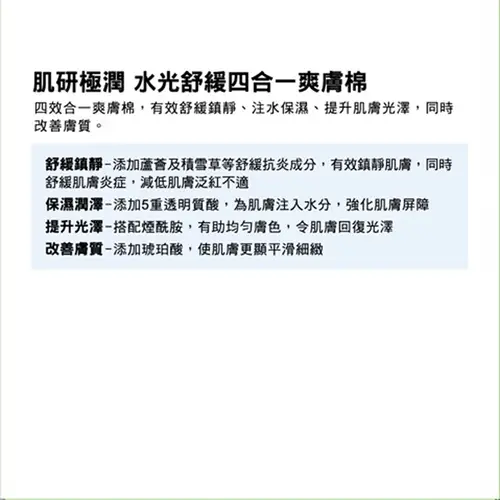 肌研極潤 水光舒緩四合一爽膚棉
四效合一爽膚棉，有效舒緩鎮靜、注水保濕、提升肌膚光澤，同時
改善膚質。
舒緩鎮靜–添加蘆薈及積雪草等舒緩抗炎成分，有效鎮靜肌膚，同時
舒緩肌膚炎症，減低肌膚泛紅不適
保濕潤澤–添加5重透明質酸，為肌膚注入水分，強化肌膚屏障
提升光澤–搭配煙酰胺，有助均勻膚色，令肌膚回復光澤
改善膚質–添加琥珀酸，使肌膚更顯平滑細緻